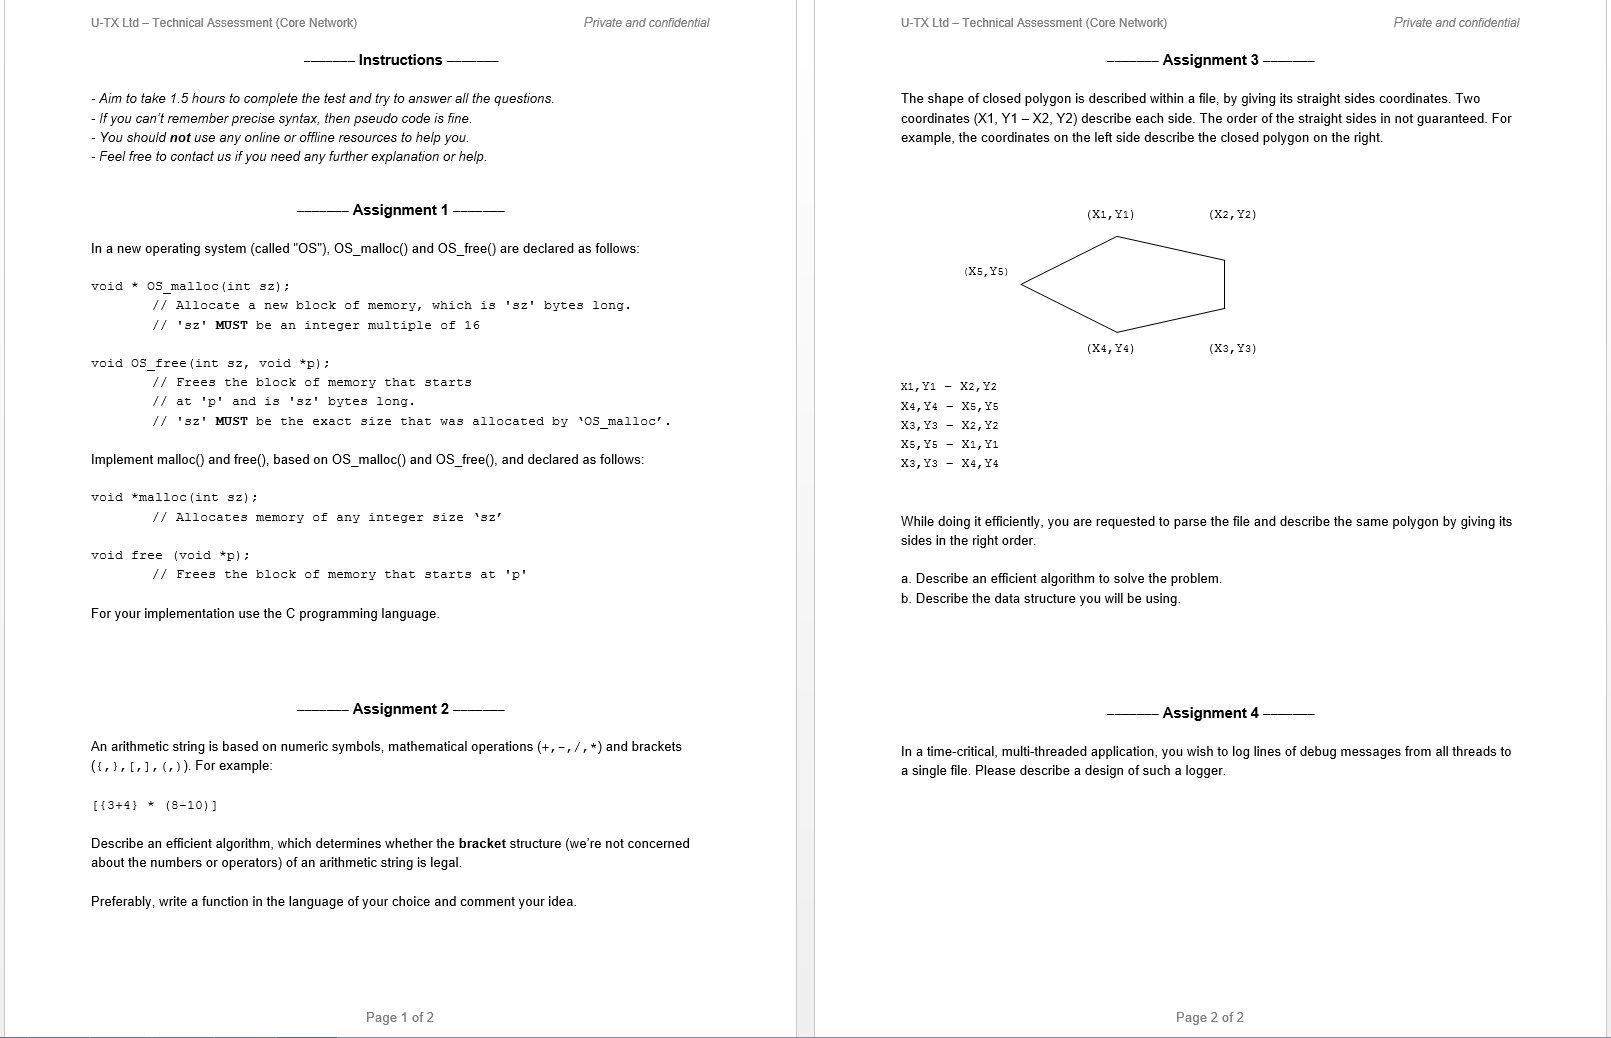 U-TX Ltd – Technical Assessment (Core Network) Private and confidential
––––––– Instructions –––––––
- Aim to take 1.5 hours to complete the test and try to answer all the questions.
- If you can't remember precise syntax, then pseudo code is fine.
- You should not use any online or offline resources to help you.
- Feel free to contact us if you need any further explanation or help.
––––––– Assignment 1 –––––––
In a new operating system (called "OS"), OS_malloc() and OS_free() are declared as follows:
void * OS_malloc(int sz);
// Allocate a new block of memory, which is 'sz' bytes long.
// 'sz' MUST be an integer multiple of 16
void OS_free(int sz, void *p);
// Frees the block of memory that starts
// at 'p' and is 'sz' bytes long.
// 'sz' MUST be the exact size that was allocated by ‘OS_malloc’.
Implement malloc() and free(), based on OS_malloc() and OS_free(), and declared as follows:
void *malloc(int sz);
// Allocates memory of any integer size ‘sz’
void free (void *p);
// Frees the block of memory that starts at 'p'
For your implementation use the C programming language.
––––––– Assignment 2 –––––––
An arithmetic string is based on numeric symbols, mathematical operations (+,-,/,*) and brackets
({,},[,],(,)). For example:
[{3+4} * (8-10)]
Describe an efficient algorithm, which determines whether the bracket structure (we're not concerned
about the numbers or operators) of an arithmetic string is legal.
Preferably, write a function in the language of your choice and comment your idea.
Page 1 of 2
U-TX Ltd – Technical Assessment (Core Network) Private and confidential
––––––– Assignment 3 –––––––
The shape of closed polygon is described within a file, by giving its straight sides coordinates. Two
coordinates (X1, Y1 – X2, Y2) describe each side. The order of the straight sides in not guaranteed. For
example, the coordinates on the left side describe the closed polygon on the right.
(X1,Y1) (X2,Y2)
(X5,Y5)
(X4,Y4) (X3,Y3)
X1,Y1 – X2,Y2
X4,Y4 – X5,Y5
X3,Y3 – X2,Y2
X5,Y5 – X1,Y1
X3,Y3 – X4,Y4
While doing it efficiently, you are requested to parse the file and describe the same polygon by giving its
sides in the right order.
a. Describe an efficient algorithm to solve the problem.
b. Describe the data structure you will be using.
––––––– Assignment 4 –––––––
In a time-critical, multi-threaded application, you wish to log lines of debug messages from all threads to
a single file. Please describe a design of such a logger.
Page 2 of 2